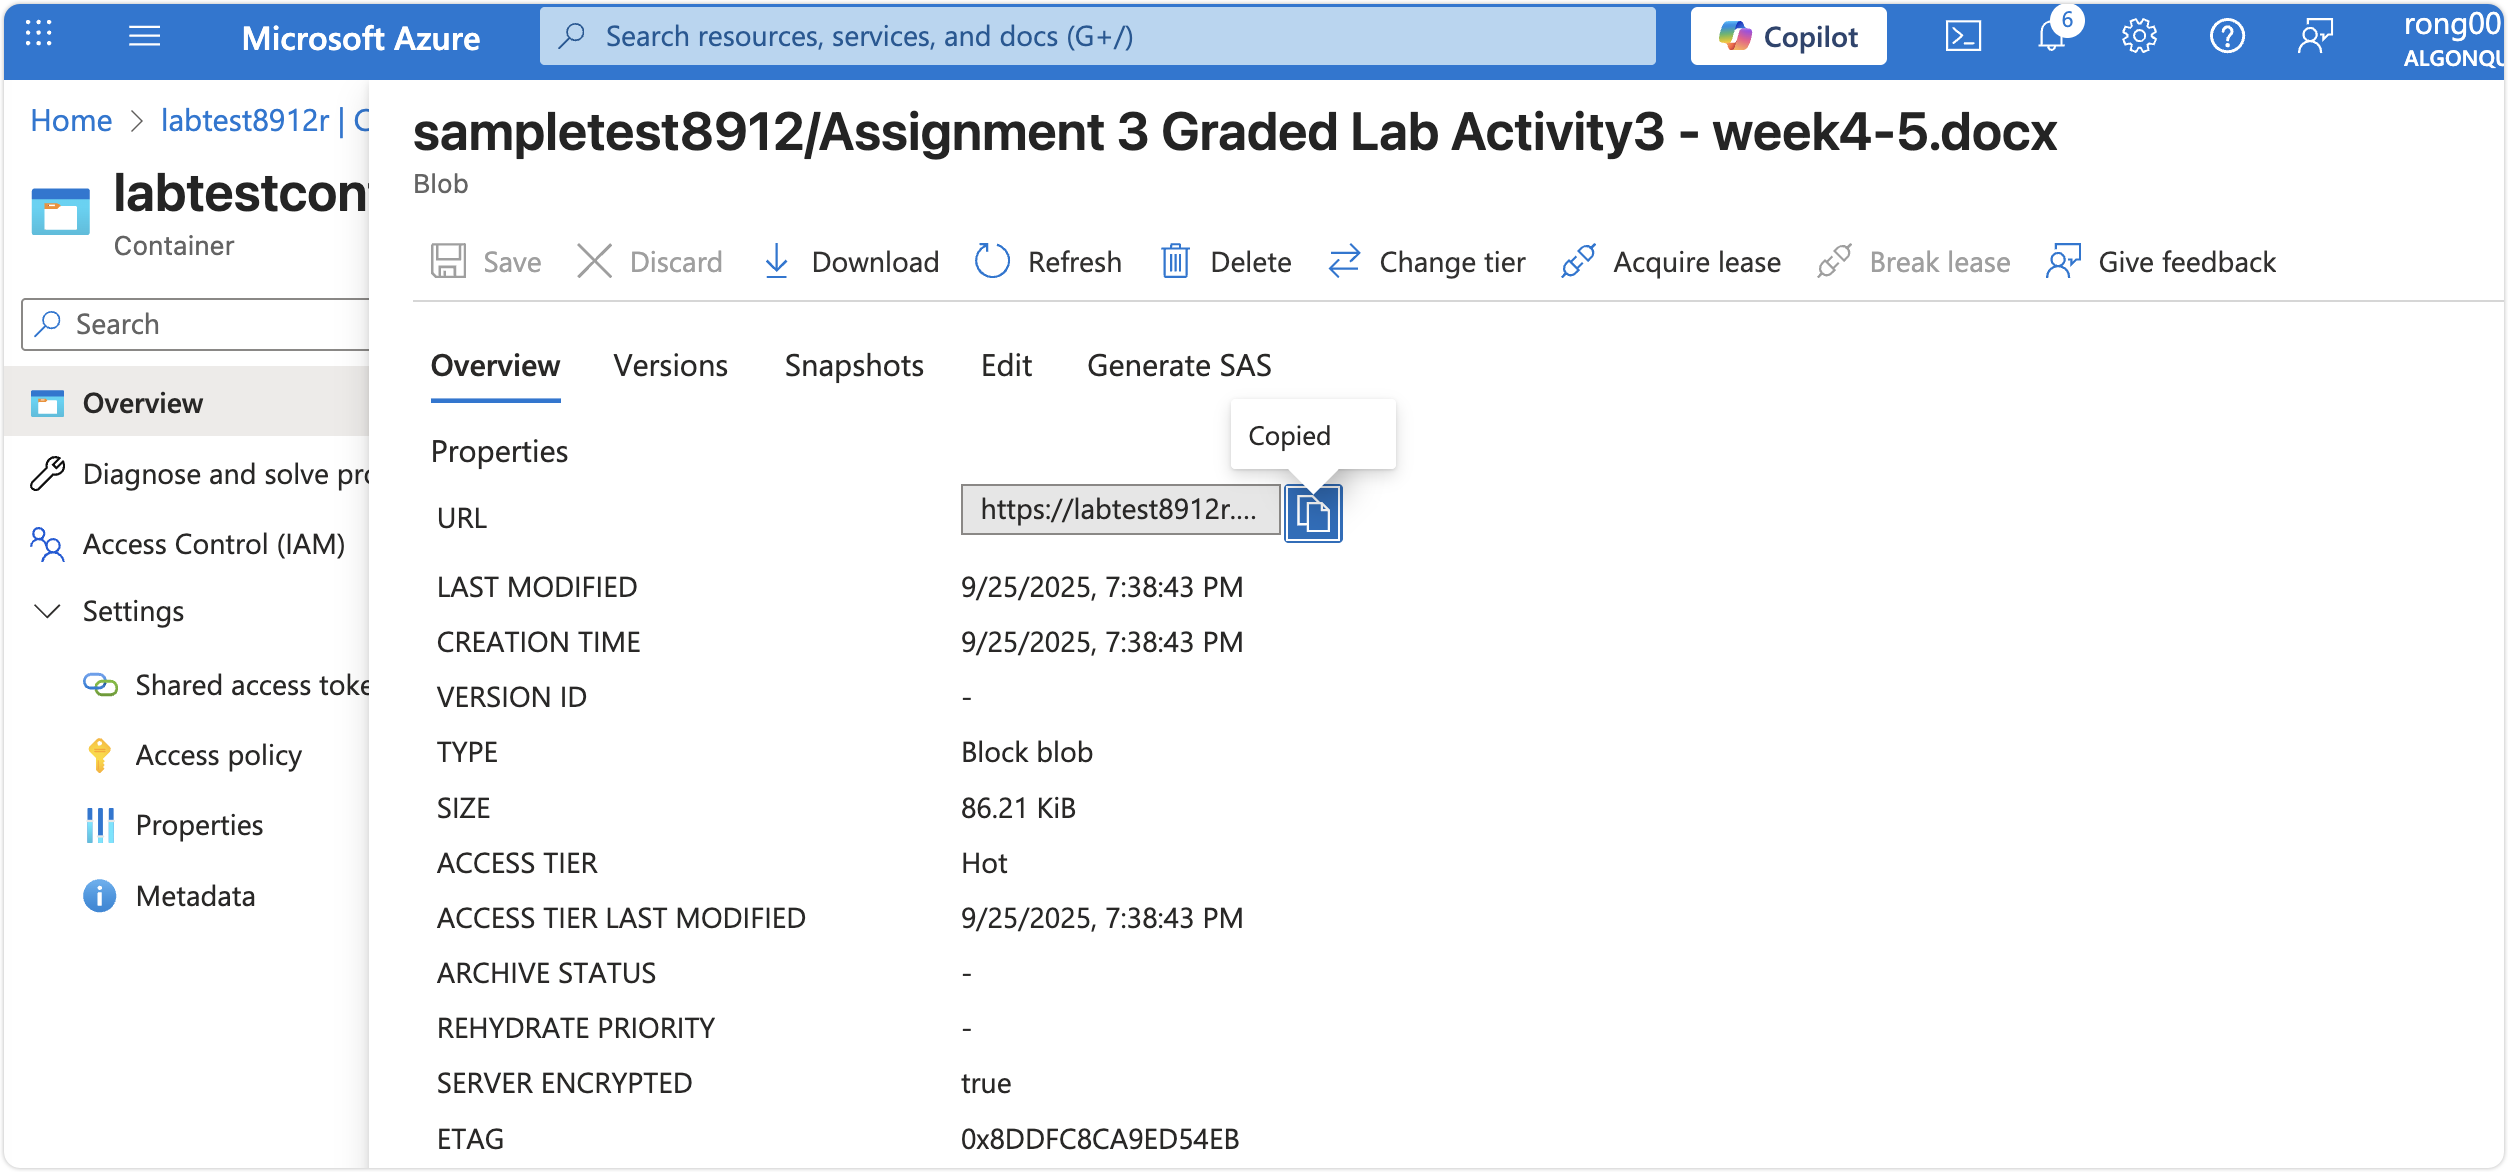 Microsoft Azure
Search resources, services, and docs (G+/)
Copilot
6
rong00
ALGONQU
Home > labtest8912r | C
labtestcon
Container
Search
Overview
Diagnose and solve pro
Access Control (IAM)
Settings
Shared access toke
Access policy
Properties
Metadata
sampletest8912/Assignment 3 Graded Lab Activity3 - week4-5.docx
Blob
Save Discard Download Refresh Delete Change tier Acquire lease Break lease Give feedback
Overview Versions Snapshots Edit Generate SAS
Copied
Properties
URL https://labtest8912r....
LAST MODIFIED 9/25/2025, 7:38:43 PM
CREATION TIME 9/25/2025, 7:38:43 PM
VERSION ID -
TYPE Block blob
SIZE 86.21 KiB
ACCESS TIER Hot
ACCESS TIER LAST MODIFIED 9/25/2025, 7:38:43 PM
ARCHIVE STATUS -
REHYDRATE PRIORITY -
SERVER ENCRYPTED true
ETAG 0x8DDFC8CA9ED54EB